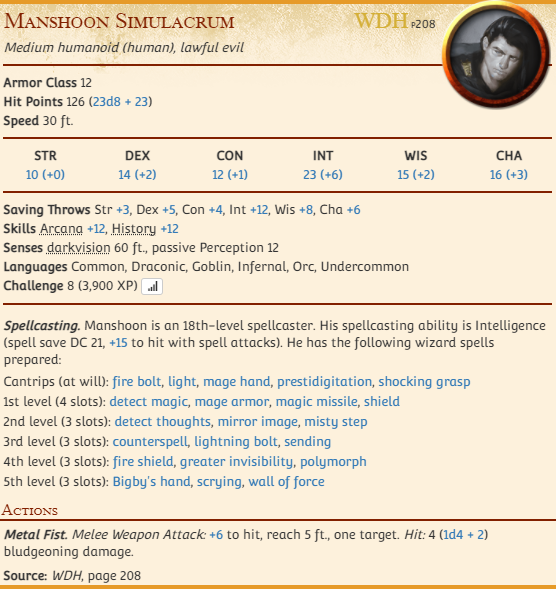 Manshoon Simulacrum WDH P208
Medium humanoid (human), lawful evil
Armor Class 12
Hit Points 126 (23d8 + 23)
Speed 30 ft.
STR DEX CON INT WIS CHA
10 (+0) 14 (+2) 12 (+1) 23 (+6) 15 (+2) 16 (+3)
Saving Throws Str +3, Dex +5, Con +4, Int +12, Wis +8, Cha +6
Skills Arcana +12, History +12
Senses darkvision 60 ft., passive Perception 12
Languages Common, Draconic, Goblin, Infernal, Orc, Undercommon
Challenge 8 (3,900 XP)
Spellcasting. Manshoon is an 18th-level spellcaster. His spellcasting ability is Intelligence
(spell save DC 21, +15 to hit with spell attacks). He has the following wizard spells
prepared:
Cantrips (at will): fire bolt, light, mage hand, prestidigitation, shocking grasp
1st level (4 slots): detect magic, mage armor, magic missile, shield
2nd level (3 slots): detect thoughts, mirror image, misty step
3rd level (3 slots): counterspell, lightning bolt, sending
4th level (3 slots): fire shield, greater invisibility, polymorph
5th level (3 slots): Bigby's hand, scrying, wall of force
Actions
Metal Fist. Melee Weapon Attack: +6 to hit, reach 5 ft., one target. Hit: 4 (1d4 + 2)
bludgeoning damage.
Source: WDH, page 208